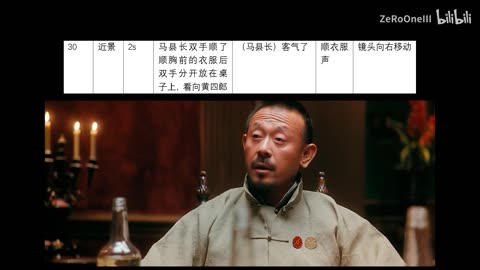 ZeRoOneIII bilibili
30 近景 2s 马县长双手顺了 (马县长) 客气了 顺衣服 镜头向右移动
顺胸前的衣服后 声
双手分开放在桌
子上，看向黄四郎